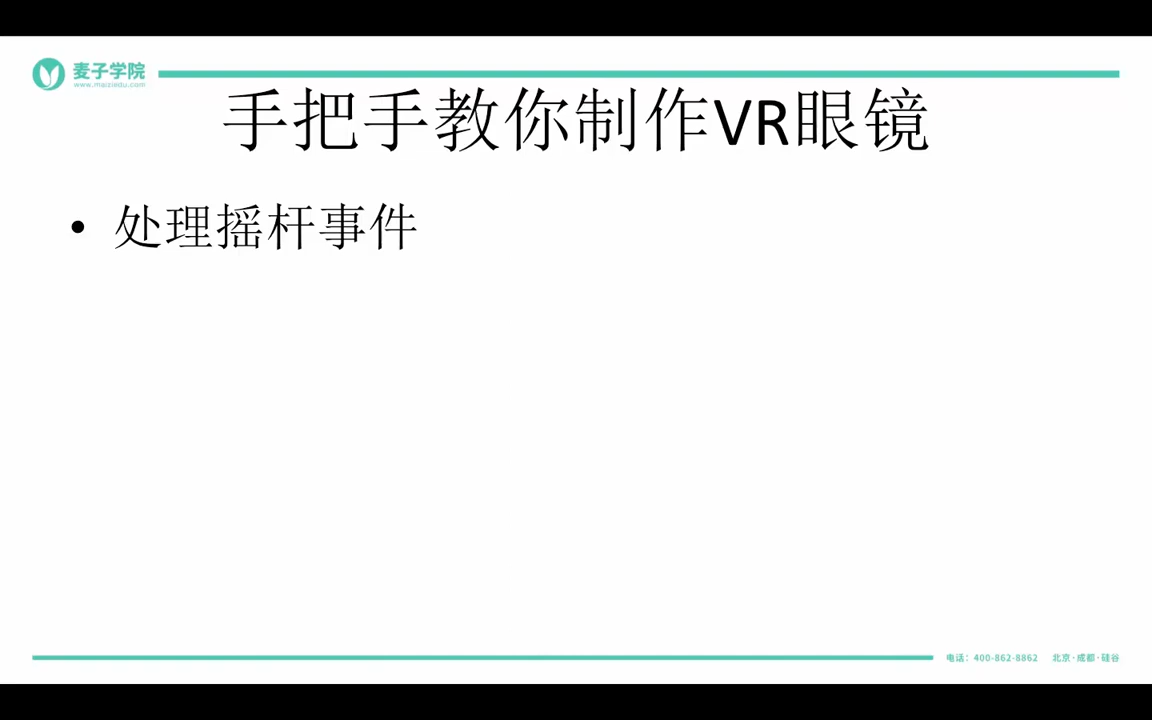 麦子学院
www.maiziedu.com
手把手教你制作VR眼镜
• 处理摇杆事件
电话：400-862-8862 北京·成都·硅谷